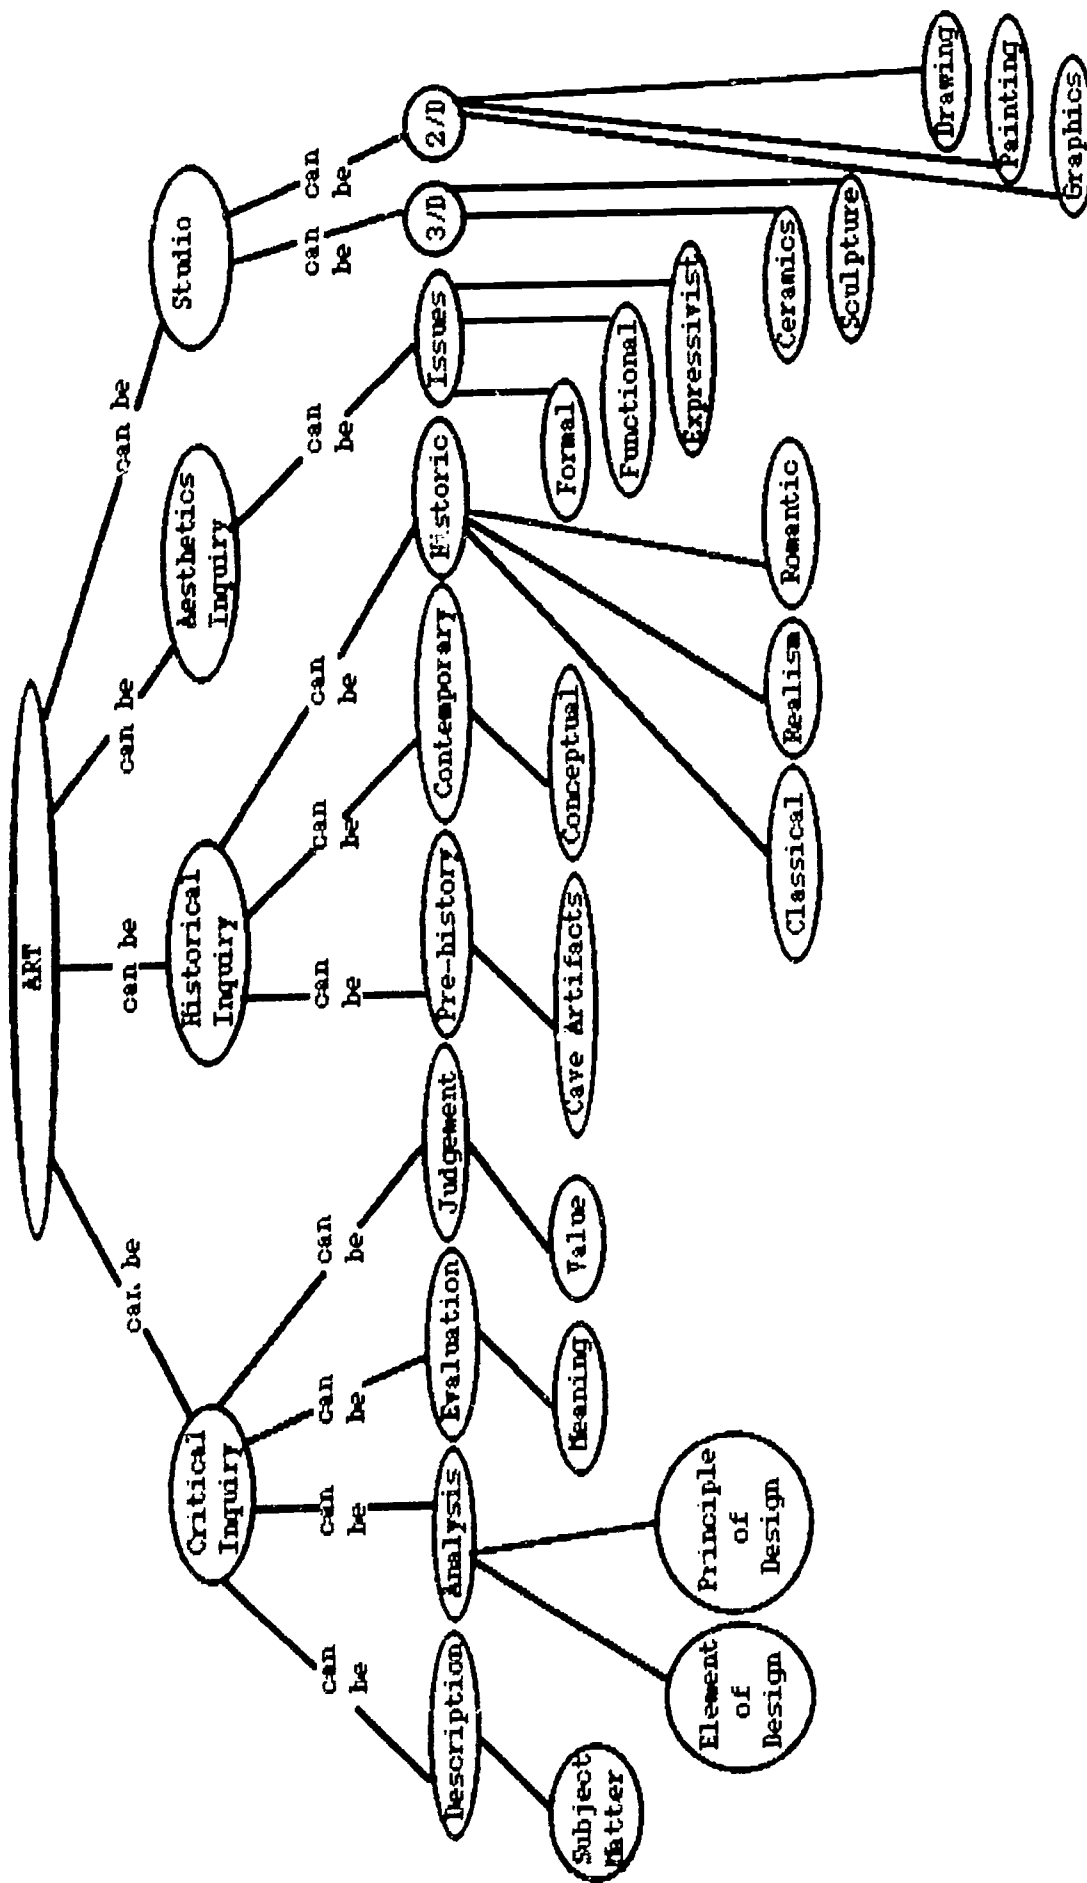 ART
can be
can be
can be
can be
Critical
Inquiry
Historical
Inquiry
Aesthetics
Inquiry
Studio
can
be
can
be
can
be
can
be
can
be
can
be
can
be
can
be
can
be
can
be
Description
Analysis
Evaluation
Judgement
Pre-history
Contemporary
Historic
Issues
3/D
2/D
Subject
Matter
Element
of
Design
Principle
of
Design
Meaning
Value
Cave Artifacts
Conceptual
Classical
Realism
Romantic
Formal
Functional
Expressivist
Ceramics
Sculpture
Drawing
Painting
Graphics